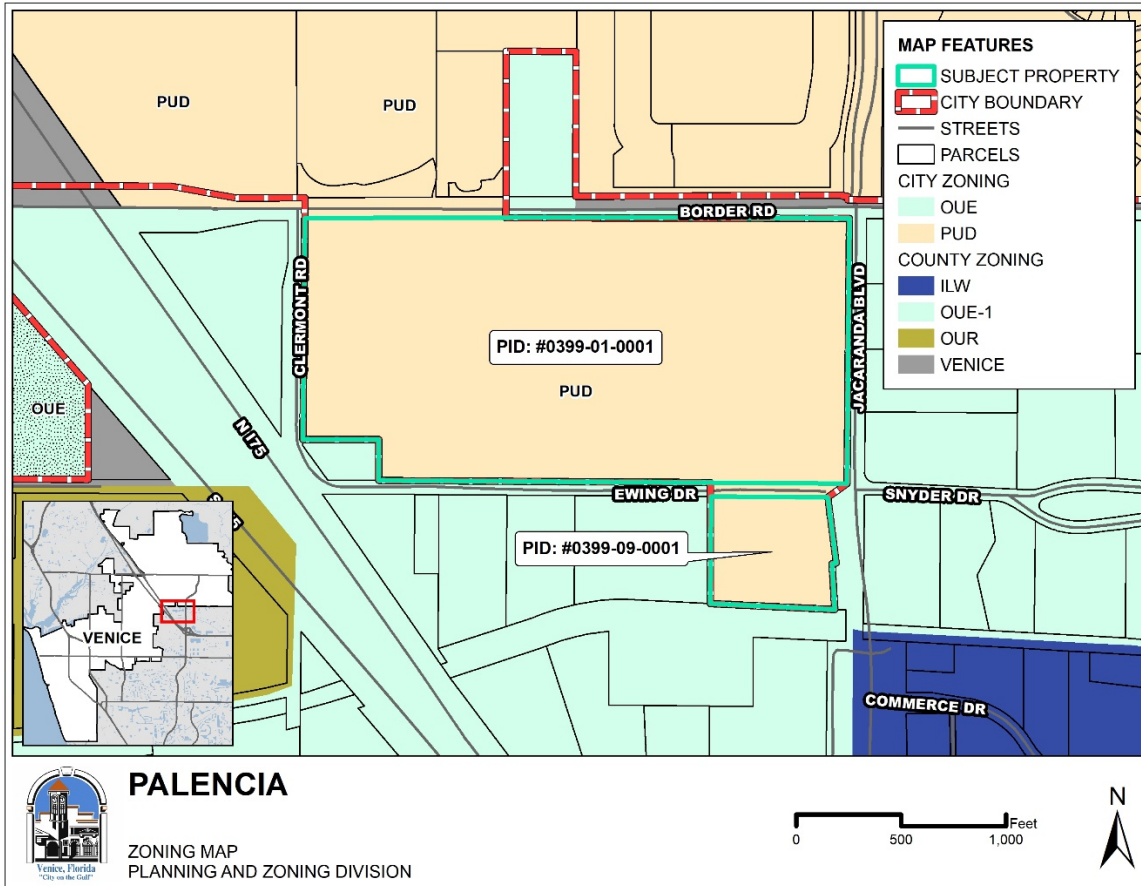 PUD
PUD
BORDER RD
CLERMONT RD
JACARANDA BLVD
PID: #0399-01-0001
PUD
OUE
N I75
EWING DR
SNYDER DR
PID: #0399-09-0001
COMMERCE DR
VENICE
MAP FEATURES
SUBJECT PROPERTY
CITY BOUNDARY
STREETS
PARCELS
CITY ZONING
OUE
PUD
COUNTY ZONING
ILW
OUE-1
OUR
VENICE
Venice, Florida
"City on the Gulf"
PALENCIA
ZONING MAP
PLANNING AND ZONING DIVISION
Feet
0 500 1,000
N